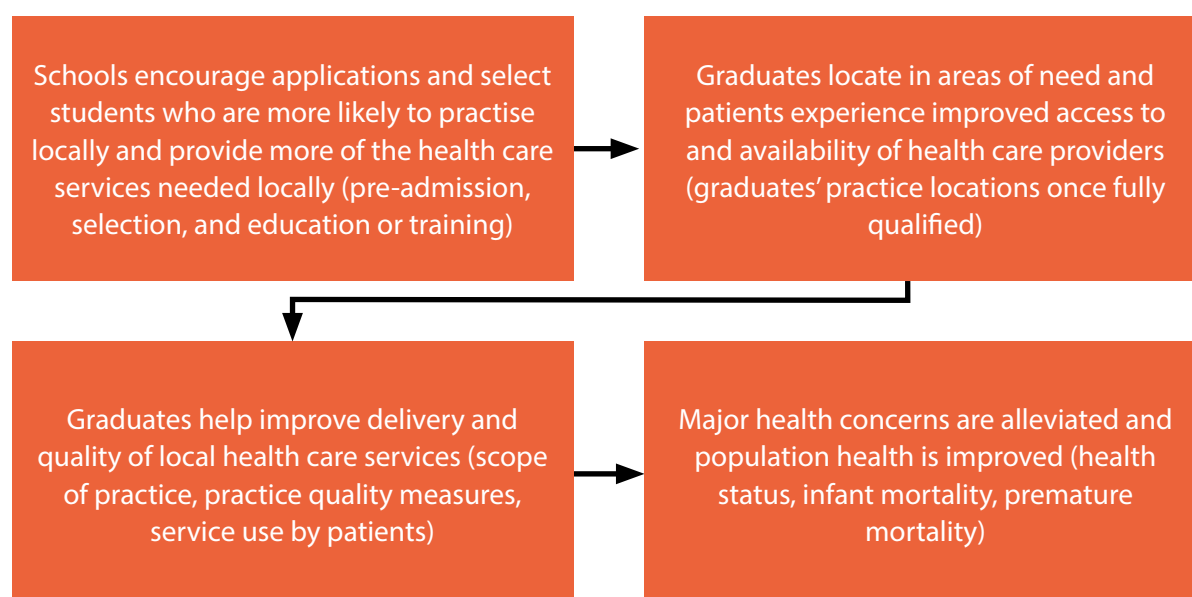 Schools encourage applications and select
students who are more likely to practise
locally and provide more of the health care
services needed locally (pre-admission,
selection, and education or training)
Graduates locate in areas of need and
patients experience improved access to
and availability of health care providers
(graduates’ practice locations once fully
qualified)
Graduates help improve delivery and
quality of local health care services (scope
of practice, practice quality measures,
service use by patients)
Major health concerns are alleviated and
population health is improved (health
status, infant mortality, premature
mortality)